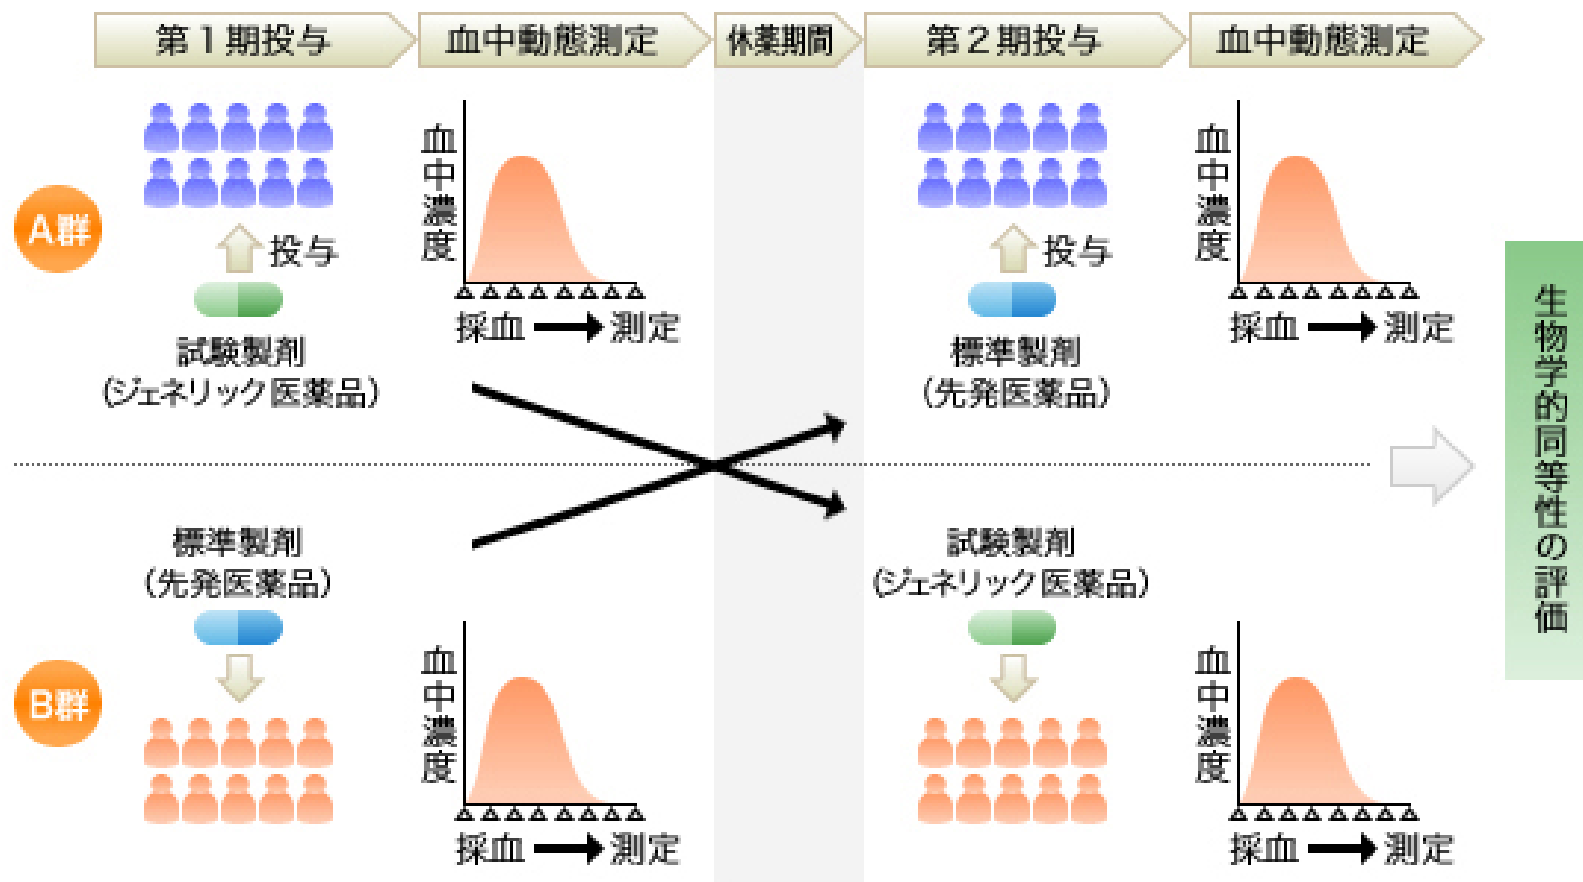 第1期投与
血中動態測定
休薬期間
第2期投与
血中動態測定
A群
投与
試験製剤
(ジェネリック医薬品)
血中濃度
採血
測定
投与
標準製剤
(先発医薬品)
血中濃度
採血
測定
B群
標準製剤
(先発医薬品)
血中濃度
採血
測定
試験製剤
(ジェネリック医薬品)
血中濃度
採血
測定
生物学的同等性の評価